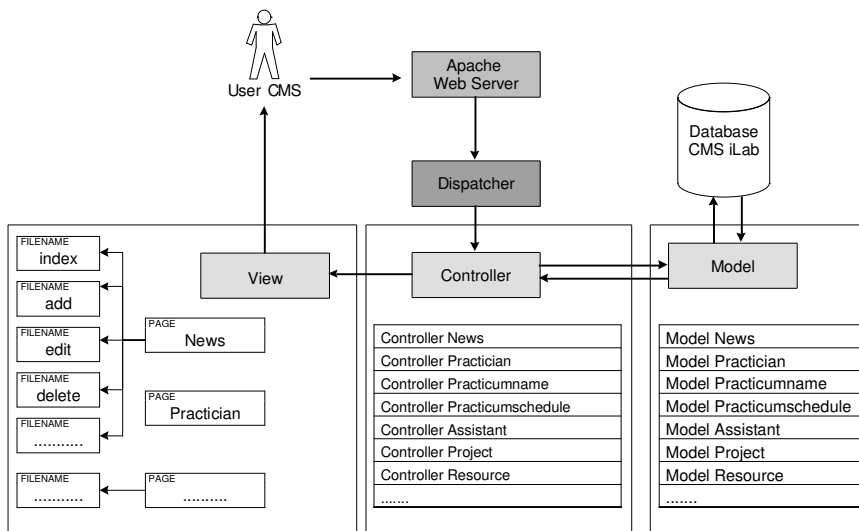 User CMS
Apache
Web Server
Database
CMS iLab
Dispatcher
View
Controller
Model
FILENAME
index
FILENAME
add
FILENAME
edit
FILENAME
delete
FILENAME
...........
FILENAME
...........
PAGE
News
PAGE
Practician
PAGE
..........
Controller News
Controller Practician
Controller Practicumname
Controller Practicumschedule
Controller Assistant
Controller Project
Controller Resource
.......
Model News
Model Practician
Model Practicumname
Model Practicumschedule
Model Assistant
Model Project
Model Resource
.......